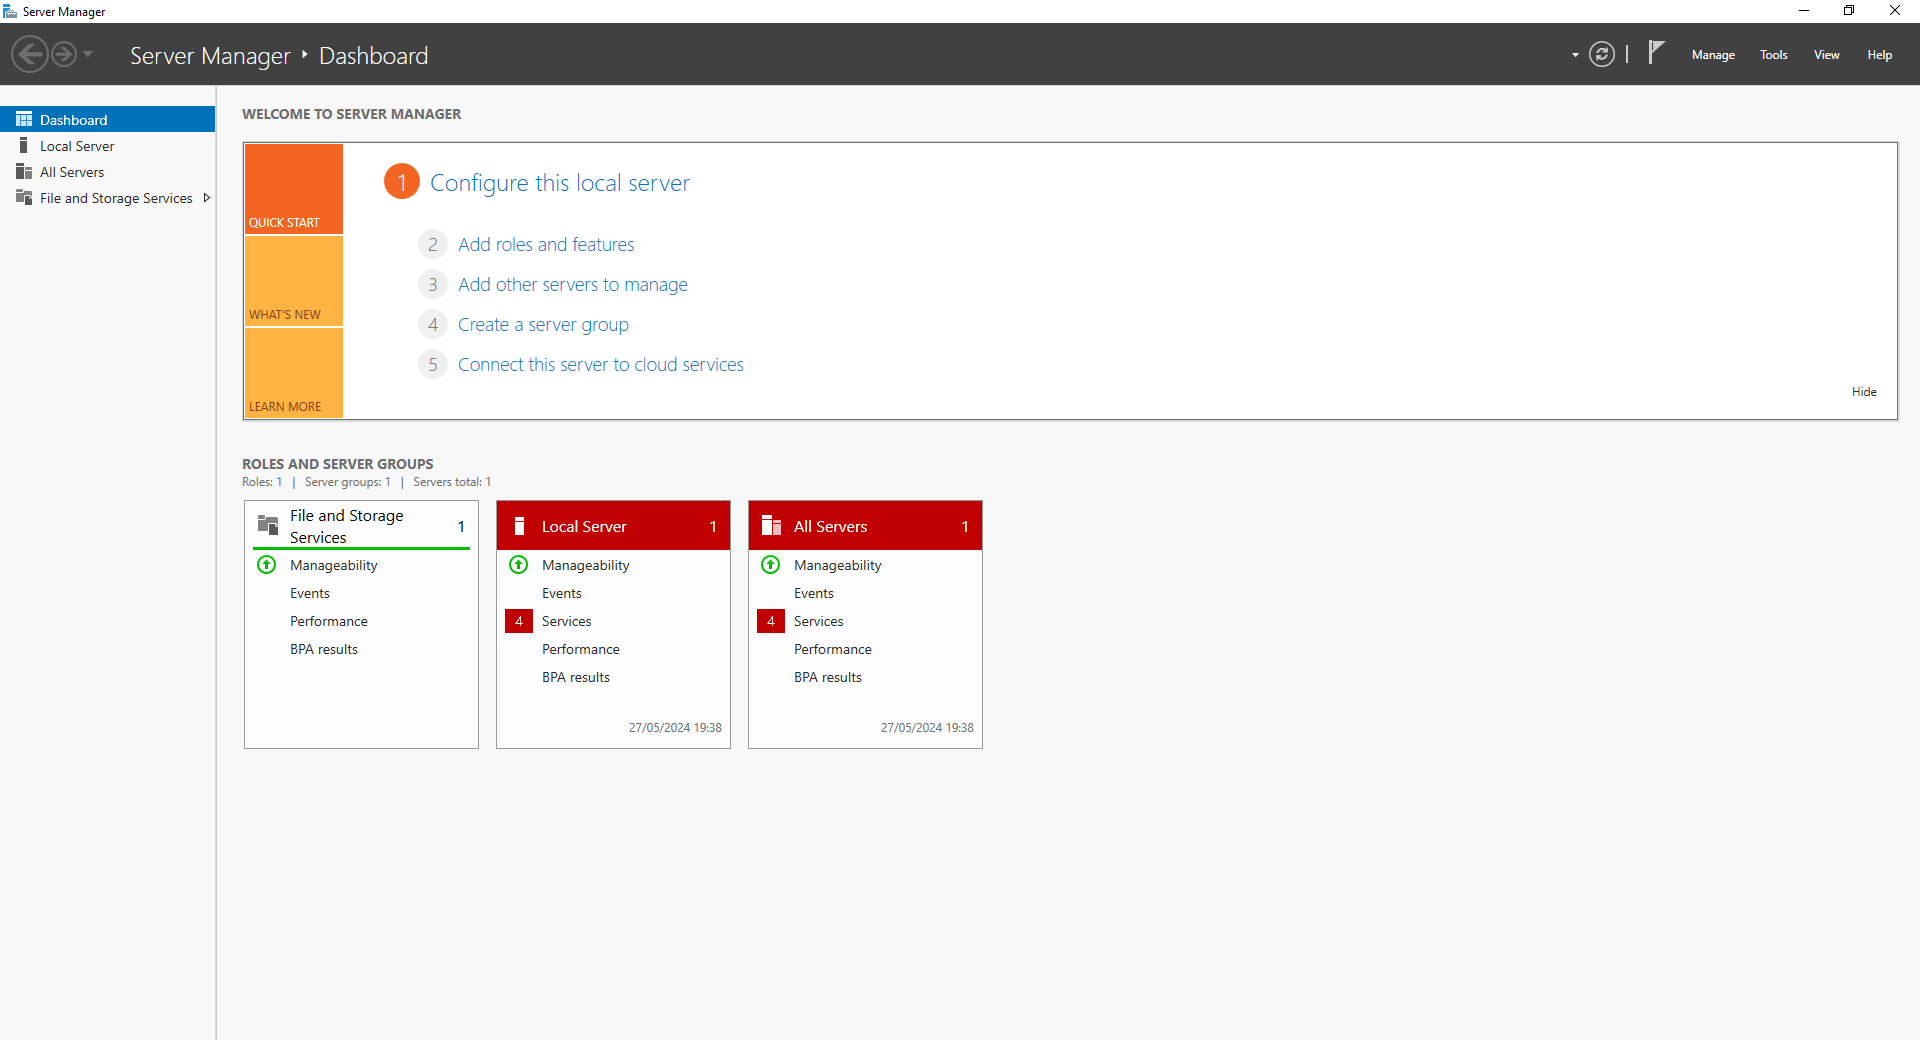 Server Manager
Server Manager ‣ Dashboard
Manage
Tools
View
Help
Dashboard
Local Server
All Servers
File and Storage Services
WELCOME TO SERVER MANAGER
QUICK START
WHAT'S NEW
LEARN MORE
1 Configure this local server
2 Add roles and features
3 Add other servers to manage
4 Create a server group
5 Connect this server to cloud services
Hide
ROLES AND SERVER GROUPS
Roles: 1 | Server groups: 1 | Servers total: 1
File and Storage
Services
1
Manageability
Events
Performance
BPA results
Local Server 1
Manageability
Events
4 Services
Performance
BPA results
27/05/2024 19:38
All Servers 1
Manageability
Events
4 Services
Performance
BPA results
27/05/2024 19:38